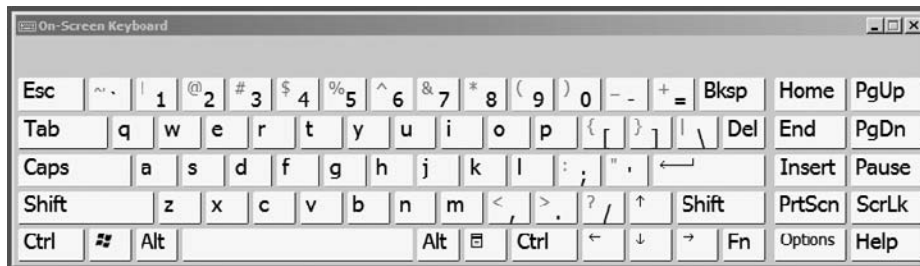 On-Screen Keyboard
Esc ~ ` ! 1 @ 2 # 3 $ 4 % 5 ^ 6 & 7 * 8 ( 9 ) 0 _ - + = Bksp Home PgUp
Tab q w e r t y u i o p { [ } ] | \ Del End PgDn
Caps a s d f g h j k l : ; " ' Insert Pause
Shift z x c v b n m < , > . ? / ↑ Shift PrtScn ScrLk
Ctrl Alt Alt Ctrl ← ↓ → Fn Options Help